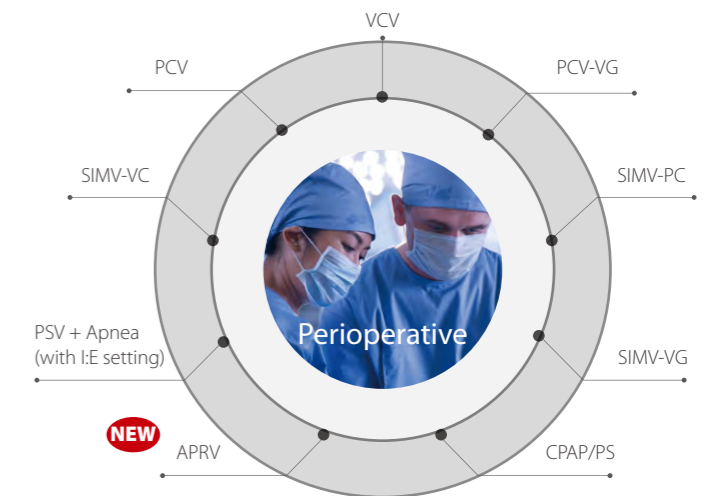 VCV
PCV
PCV-VG
SIMV-VC
SIMV-PC
Perioperative
PSV + Apnea
(with I:E setting)
SIMV-VG
NEW
APRV
CPAP/PS